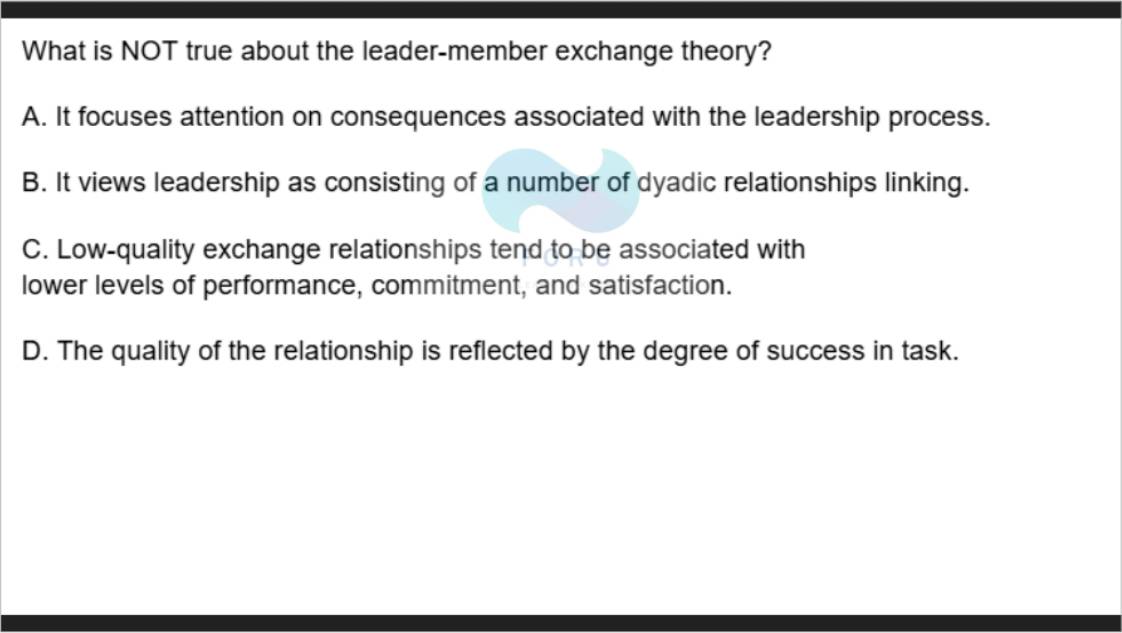 What is NOT true about the leader-member exchange theory?
A. It focuses attention on consequences associated with the leadership process.
B. It views leadership as consisting of a number of dyadic relationships linking.
C. Low-quality exchange relationships tend to be associated with
lower levels of performance, commitment, and satisfaction.
D. The quality of the relationship is reflected by the degree of success in task.